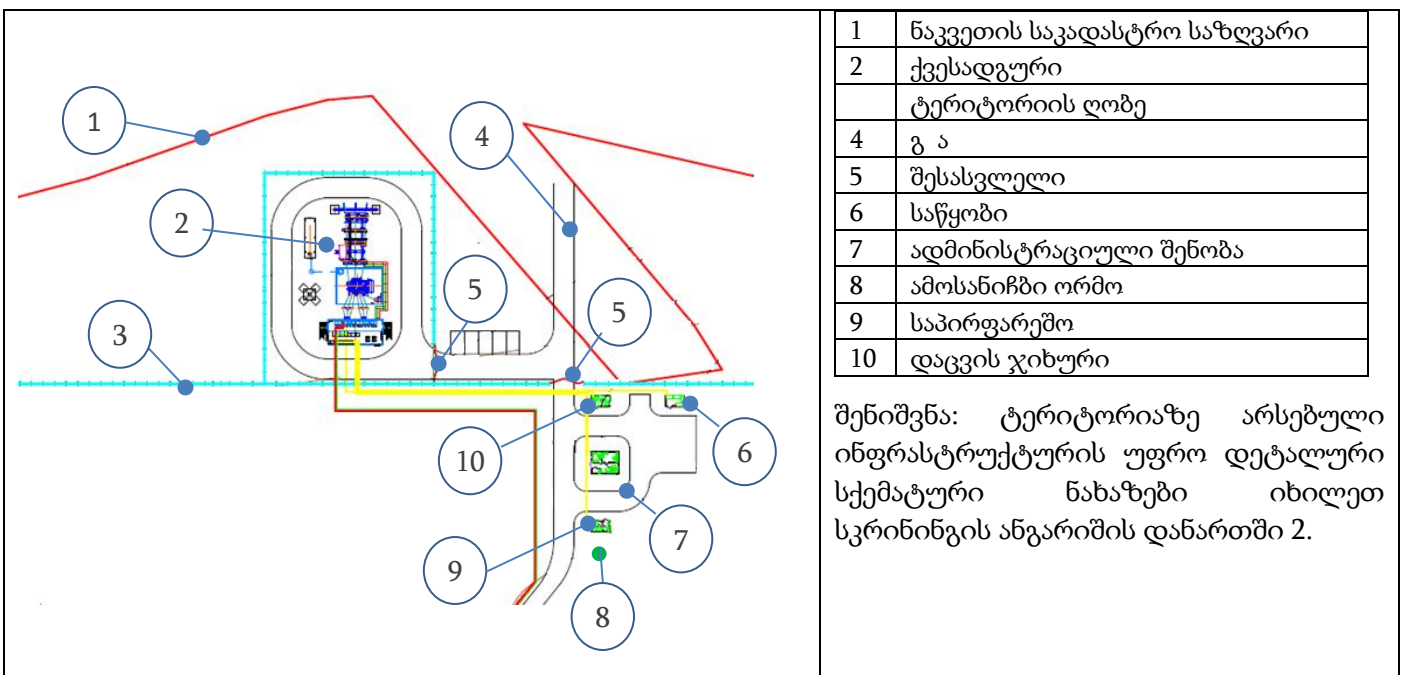 1 ნაკვეთის საკადასტრო საზღვარი
2 ქვესადგური
ტერიტორიის ღობე
4 გ ა
5 შესასვლელი
6 საწყობი
7 ადმინისტრაციული შენობა
8 ამოსანიჩბი ორმო
9 საპირფარეშო
10 დაცვის ჯიხური
შენიშვნა: ტერიტორიაზე არსებული
ინფრასტრუქტურის უფრო დეტალური
სქემატური ნახაზები იხილეთ
სკრინინგის ანგარიშის დანართში 2.
1
4
2
5
5
3
10
6
7
9
8